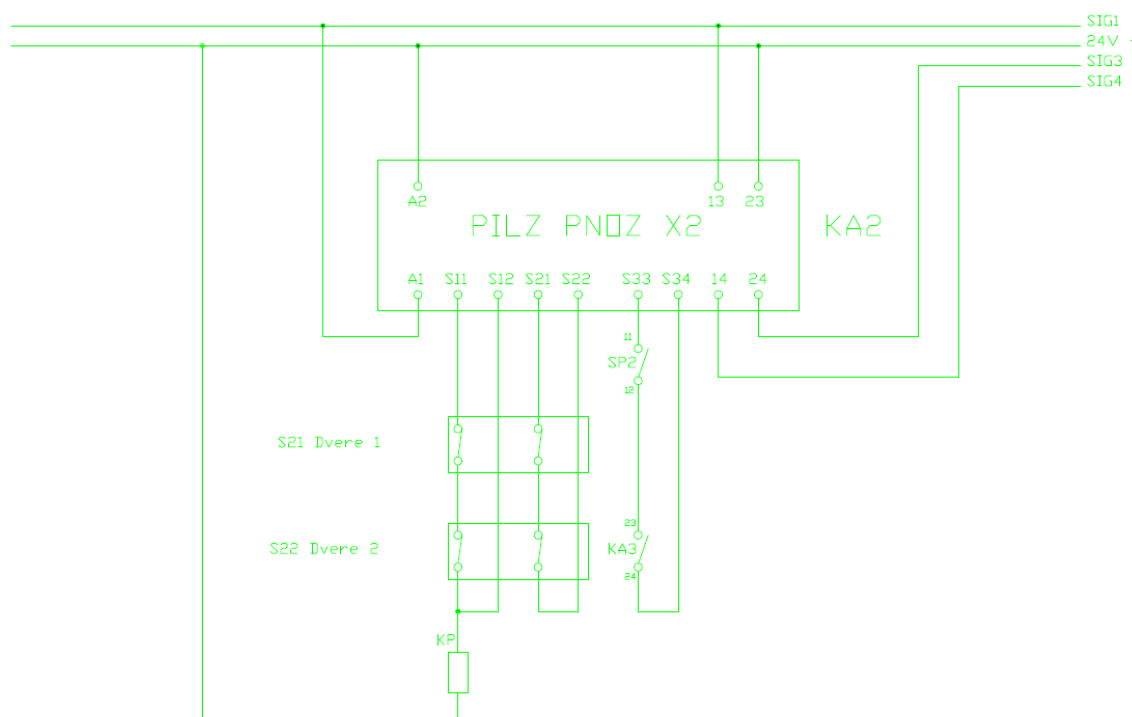 SIG1
24V -
SIG3
SIG4
A2 13 23
PILZ PNOZ X2 KA2
A1 S11 S12 S21 S22 S33 S34 14 24
11
SP2
12
S21 Dvere 1
23
S22 Dvere 2 KA3
24
KP